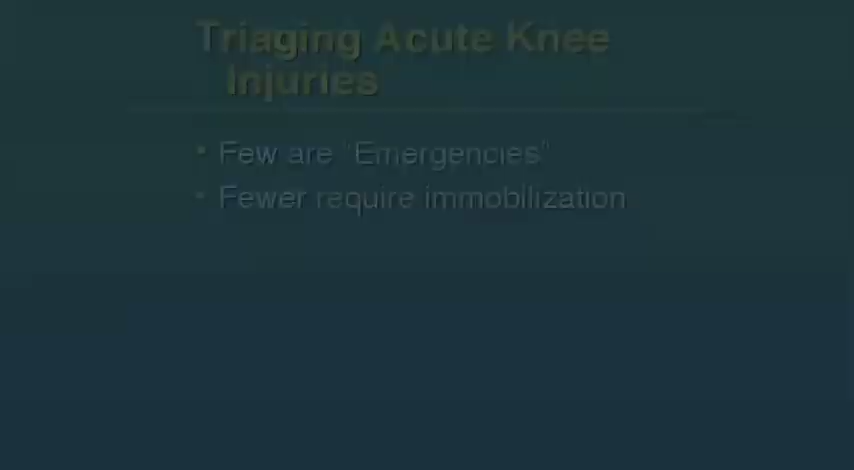 Triaging Acute Knee
Injuries
• Few are "Emergencies"
• Fewer require immobilization